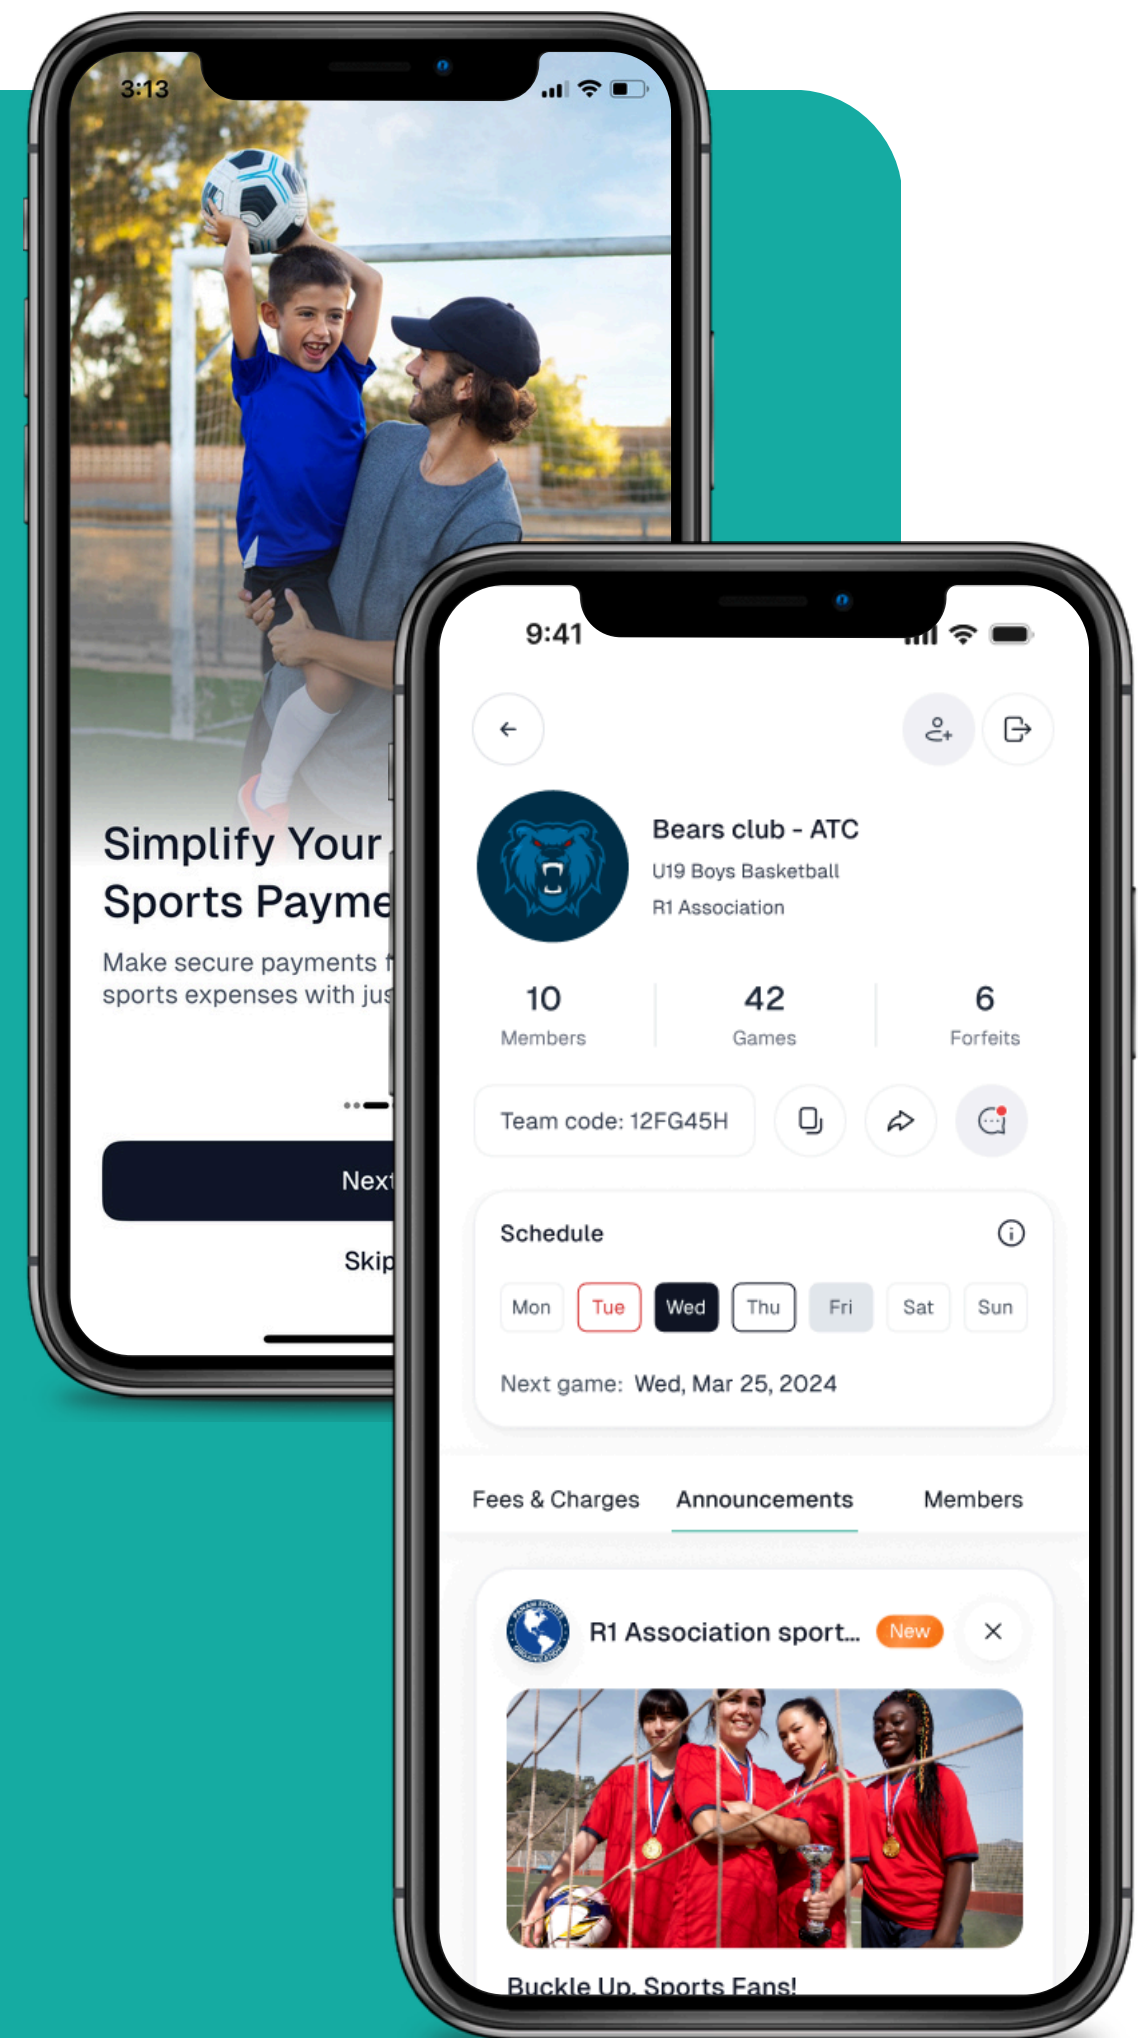 3:13
Simplify Your
Sports Payme
Make secure payments f
sports expenses with jus
Next
Skip
9:41
Bears club - ATC
U19 Boys Basketball
R1 Association
10 42 6
Members Games Forfeits
Team code: 12FG45H
Schedule
Mon Tue Wed Thu Fri Sat Sun
Next game: Wed, Mar 25, 2024
Fees & Charges Announcements Members
PANAM SPORTS
ORGANIZATION
R1 Association sport... New
Buckle Up, Sports Fans!